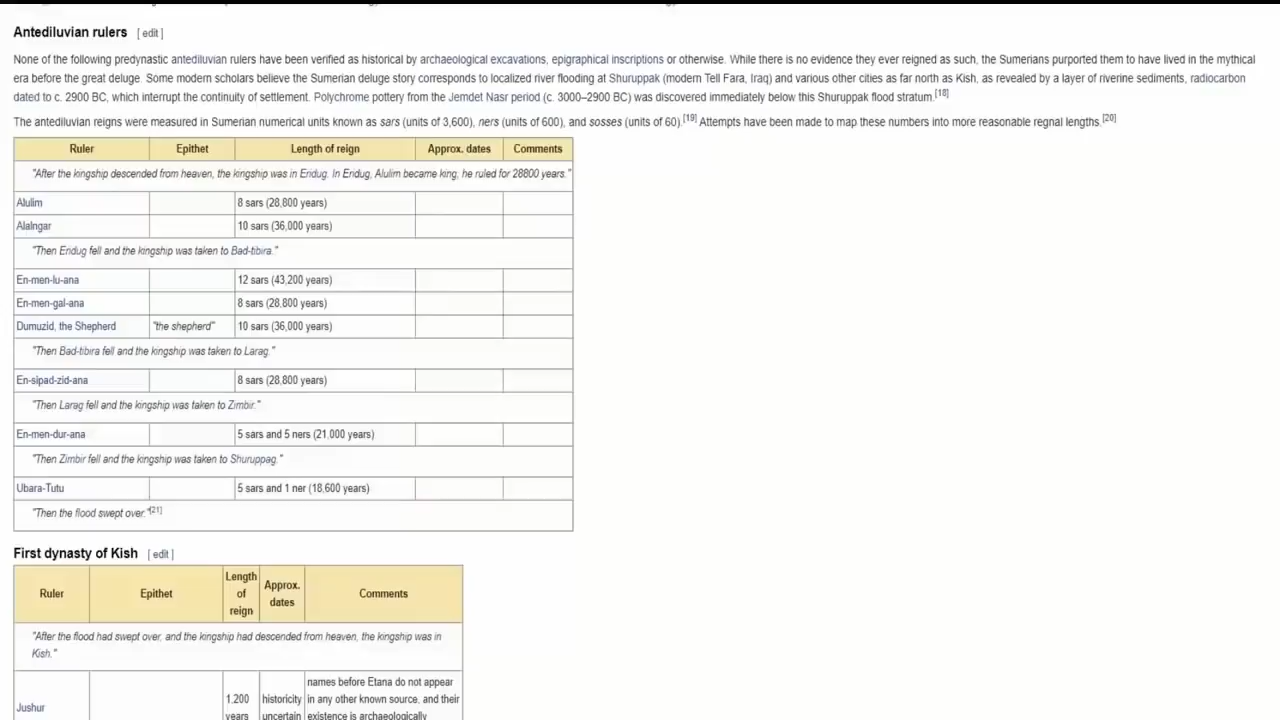 Antediluvian rulers [ edit ]
None of the following predynastic antediluvian rulers have been verified as historical by archaeological excavations, epigraphical inscriptions or otherwise. While there is no evidence they ever reigned as such, the Sumerians purported them to have lived in the mythical
era before the great deluge. Some modern scholars believe the Sumerian deluge story corresponds to localized river flooding at Shuruppak (modern Tell Fara, Iraq) and various other cities as far north as Kish, as revealed by a layer of riverine sediments, radiocarbon
dated to c. 2900 BC, which interrupt the continuity of settlement. Polychrome pottery from the Jemdet Nasr period (c. 3000–2900 BC) was discovered immediately below this Shuruppak flood stratum.[18]
The antediluvian reigns were measured in Sumerian numerical units known as sars (units of 3,600), ners (units of 600), and sosses (units of 60).[19] Attempts have been made to map these numbers into more reasonable regnal lengths.[20]
Ruler Epithet Length of reign Approx. dates Comments
"After the kingship descended from heaven, the kingship was in Eridug. In Eridug, Alulim became king; he ruled for 28800 years."
Alulim 8 sars (28,800 years)
Alalngar 10 sars (36,000 years)
"Then Eridug fell and the kingship was taken to Bad-tibira."
En-men-lu-ana 12 sars (43,200 years)
En-men-gal-ana 8 sars (28,800 years)
Dumuzid, the Shepherd "the shepherd" 10 sars (36,000 years)
"Then Bad-tibira fell and the kingship was taken to Larag."
En-sipad-zid-ana 8 sars (28,800 years)
"Then Larag fell and the kingship was taken to Zimbir."
En-men-dur-ana 5 sars and 5 ners (21,000 years)
"Then Zimbir fell and the kingship was taken to Shuruppag."
Ubara-Tutu 5 sars and 1 ner (18,600 years)
"Then the flood swept over."[21]
First dynasty of Kish [ edit ]
Ruler Epithet Length of reign Approx. dates Comments
"After the flood had swept over, and the kingship had descended from heaven, the kingship was in
Kish."
names before Etana do not appear
Jushur 1,200 years historicity uncertain in any other known source, and their
existence is archaeologically